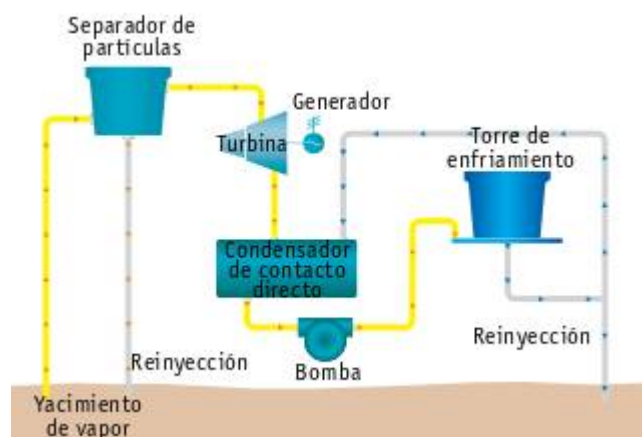 Separador de
partículas
Generador
Turbina
Torre de
enfriamiento
Condensador
de contacto
directo
Reinyección
Bomba
Reinyección
Yacimiento
de vapor